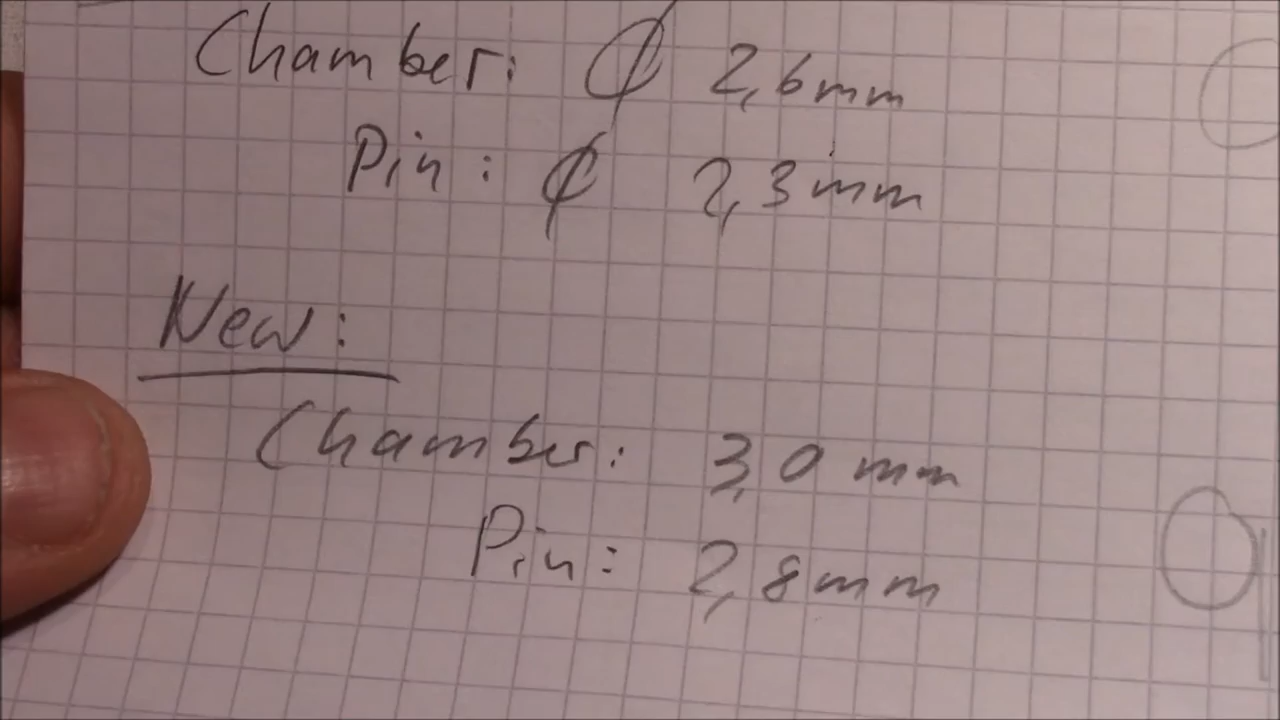 Chamber: ∅ 2,6mm
Pin: ∅ 2,3mm
New:
Chamber: 3,0 mm
Pin: 2,8mm